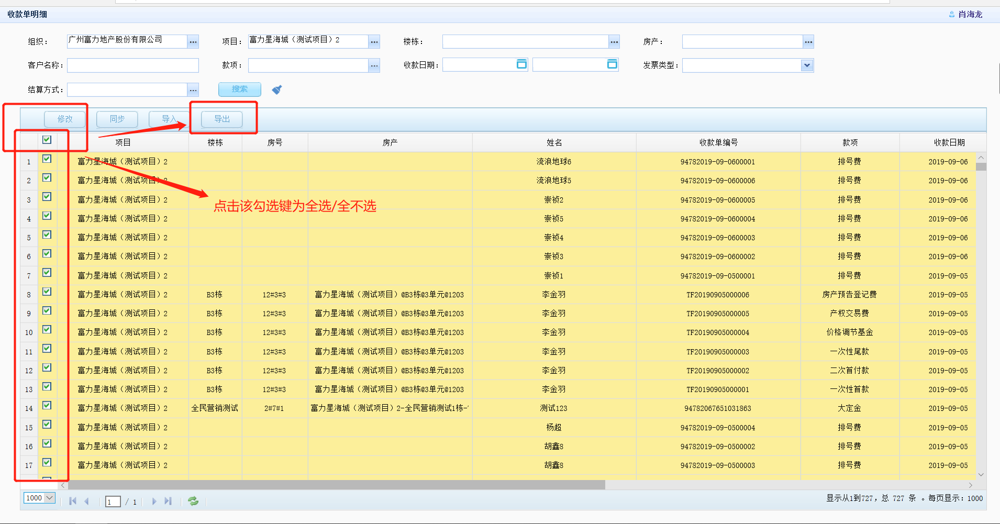 收款单明细 肖海龙
组织： 广州富力地产股份有限公司 ... 项目： 富力星海城（测试项目）2 ... 楼栋： ... 房产： ...
客户名称： 款项： ... 收款日期： 发票类型：
结算方式： ... 搜索
修改 同步 导入 导出
项目 楼栋 房号 房产 姓名 收款单编号 款项 收款日期
1 富力星海城（测试项目）2 流浪地球6 94782019-09-0600001 排号费 2019-09-06
2 富力星海城（测试项目）2 流浪地球5 94782019-09-0600006 排号费 2019-09-06
3 富力星海城（测试项目）2 崇祯2 94782019-09-0600005 排号费 2019-09-06
点击该勾选键为全选/全不选
4 富力星海城（测试项目）2 崇祯5 94782019-09-0600004 排号费 2019-09-06
5 富力星海城（测试项目）2 崇祯4 94782019-09-0600003 排号费 2019-09-06
6 富力星海城（测试项目）2 崇祯3 94782019-09-0600002 排号费 2019-09-06
7 富力星海城（测试项目）2 崇祯1 94782019-09-0500001 排号费 2019-09-05
8 富力星海城（测试项目）2 B3栋 12#3#3 富力星海城（测试项目）@B3栋@3单元@1203 李金羽 TF20190905000006 房产预告登记费 2019-09-05
9 富力星海城（测试项目）2 B3栋 12#3#3 富力星海城（测试项目）@B3栋@3单元@1203 李金羽 TF20190905000005 产权交易费 2019-09-05
10 富力星海城（测试项目）2 B3栋 12#3#3 富力星海城（测试项目）@B3栋@3单元@1203 李金羽 TF20190905000004 价格调节基金 2019-09-05
11 富力星海城（测试项目）2 B3栋 12#3#3 富力星海城（测试项目）@B3栋@3单元@1203 李金羽 TF20190905000003 一次性尾款 2019-09-05
12 富力星海城（测试项目）2 B3栋 12#3#3 富力星海城（测试项目）@B3栋@3单元@1203 李金羽 TF20190905000002 二次首付款 2019-09-05
13 富力星海城（测试项目）2 B3栋 12#3#3 富力星海城（测试项目）@B3栋@3单元@1203 李金羽 TF20190905000001 一次性首款 2019-09-05
14 富力星海城（测试项目）2 全民营销测试 2#7#1 富力星海城（测试项目）2-全民营销测试1栋- 测试123 94782067651031863 大定金 2019-09-05
15 富力星海城（测试项目）2 杨超 94782019-09-0500004 排号费 2019-09-05
16 富力星海城（测试项目）2 胡鑫8 94782019-09-0500002 排号费 2019-09-05
17 富力星海城（测试项目）2 胡鑫8 94782019-09-0500003 排号费 2019-09-05
1000 1 / 1 显示从1到727，总 727 条 。每页显示：1000